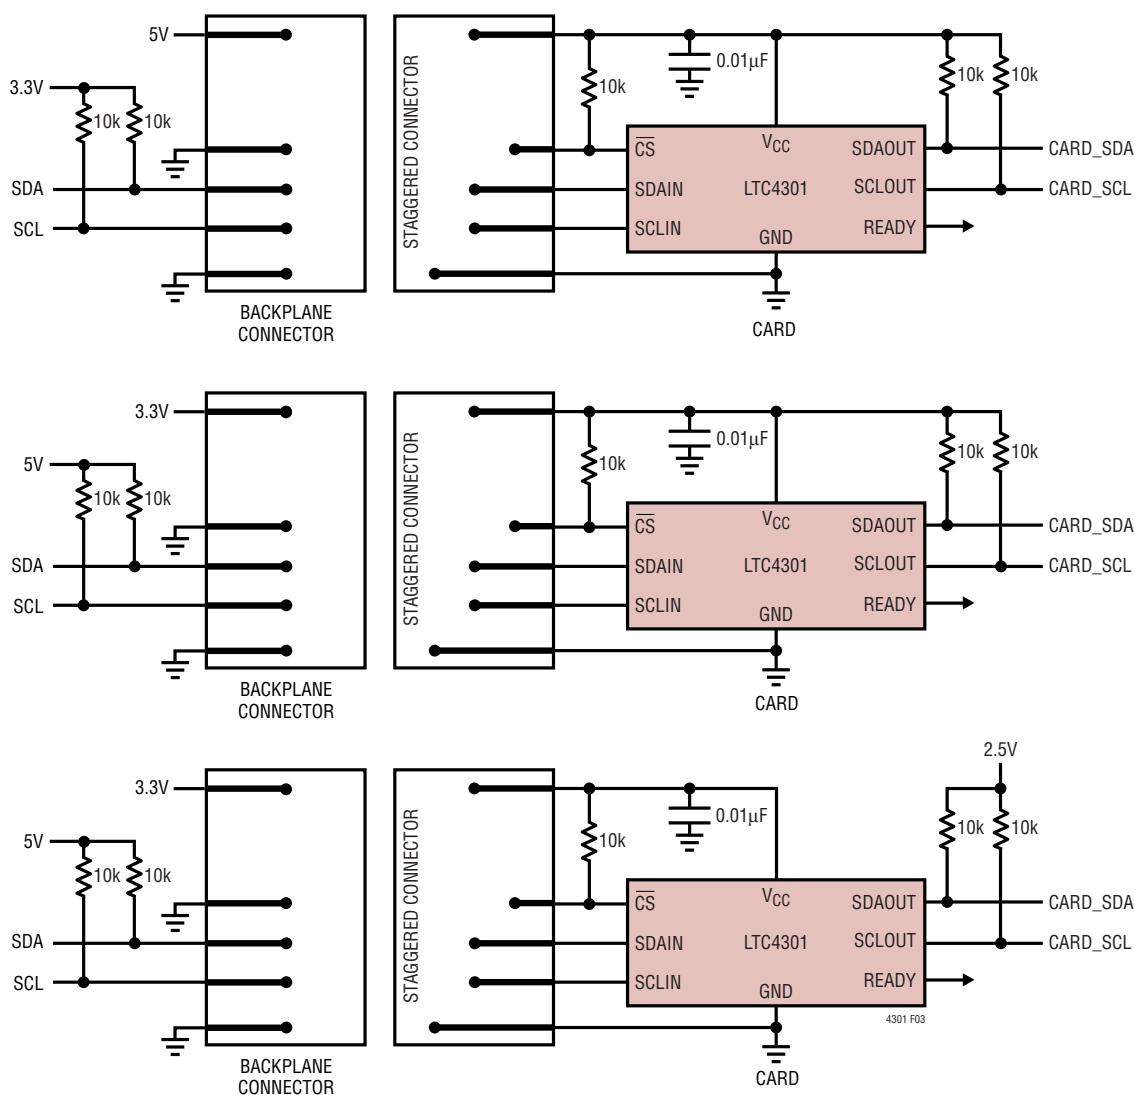 5V
3.3V
10k
10k
SDA
SCL
BACKPLANE
CONNECTOR
STAGGERED CONNECTOR
10k
0.01µF
10k
10k
CS
VCC
SDAOUT
CARD_SDA
SDAIN
LTC4301
SCLOUT
CARD_SCL
SCLIN
READY
GND
CARD
3.3V
5V
10k
10k
SDA
SCL
BACKPLANE
CONNECTOR
STAGGERED CONNECTOR
10k
0.01µF
10k
10k
CS
VCC
SDAOUT
CARD_SDA
SDAIN
LTC4301
SCLOUT
CARD_SCL
SCLIN
READY
GND
CARD
3.3V
5V
10k
10k
SDA
SCL
BACKPLANE
CONNECTOR
STAGGERED CONNECTOR
10k
0.01µF
2.5V
10k
10k
CS
VCC
SDAOUT
CARD_SDA
SDAIN
LTC4301
SCLOUT
CARD_SCL
SCLIN
READY
GND
4301 F03
CARD